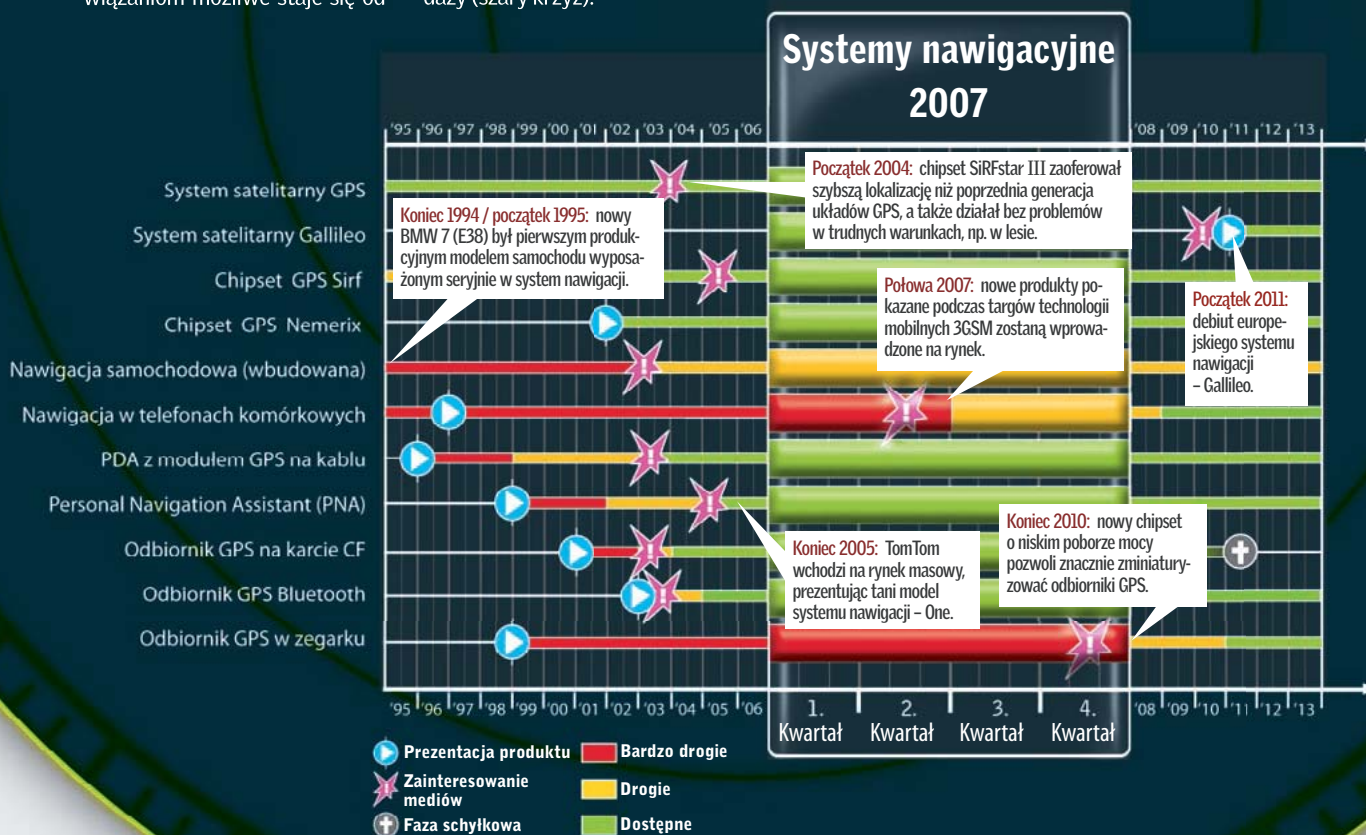 wiązaniom możliwe staje się od
daży (szary krzyż).
Systemy nawigacyjne
2007
'95 '96 '97 '98 '99 '00 '01 '02 '03 '04 '05 '06
'08 '09 '10 '11 '12 '13
System satelitarny GPS
System satelitarny Gallileo
Chipset GPS Sirf
Chipset GPS Nemerix
Nawigacja samochodowa (wbudowana)
Nawigacja w telefonach komórkowych
PDA z modułem GPS na kablu
Personal Navigation Assistant (PNA)
Odbiornik GPS na karcie CF
Odbiornik GPS Bluetooth
Odbiornik GPS w zegarku
Początek 2004: chipset SiRFstar III zaoferował
szybszą lokalizację niż poprzednia generacja
układów GPS, a także działał bez problemów
w trudnych warunkach, np. w lesie.
Koniec 1994 / początek 1995: nowy
BMW 7 (E38) był pierwszym produk-
cyjnym modelem samochodu wyposa-
żonym seryjnie w system nawigacji.
Połowa 2007: nowe produkty po-
kazane podczas targów technologii
mobilnych 3GSM zostaną wprowa-
dzone na rynek.
Początek 2011:
debiut europe-
jskiego systemu
nawigacji
– Gallileo.
Koniec 2005: TomTom
wchodzi na rynek masowy,
prezentując tani model
systemu nawigacji – One.
Koniec 2010: nowy chipset
o niskim poborze mocy
pozwoli znacznie zminiatury-
zować odbiorniki GPS.
'95 '96 '97 '98 '99 '00 '01 '02 '03 '04 '05 '06
1. Kwartał
2. Kwartał
3. Kwartał
4. Kwartał
'08 '09 '10 '11 '12 '13
Prezentacja produktu
Zainteresowanie
mediów
Faza schyłkowa
Bardzo drogie
Drogie
Dostępne